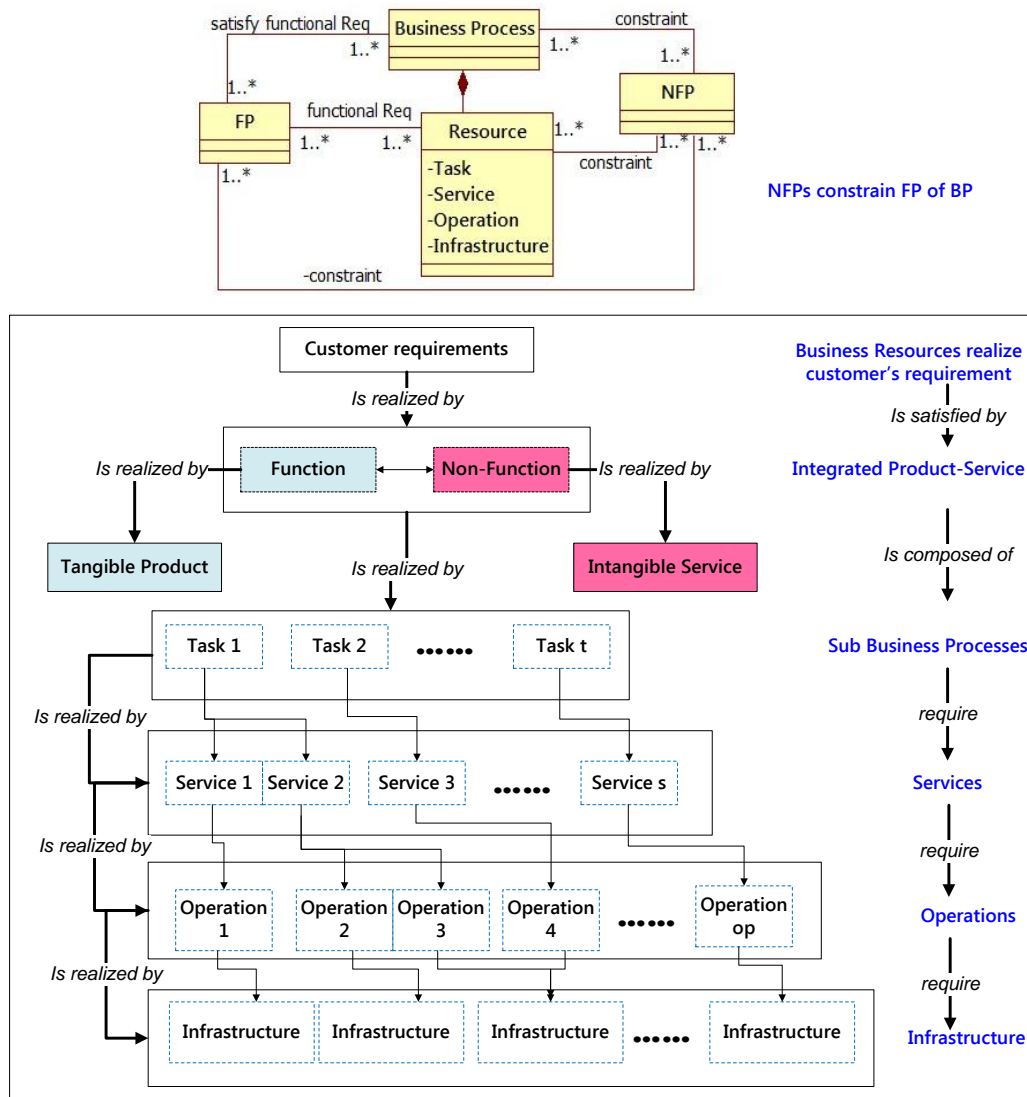 satisfy functional Req
Business Process
constraint
1..*
1..*
1..*
1..*
FP
functional Req
NFP
1..*
1..*
Resource
1..*
1..*
1..*
constraint
1..*
-Task
-Service
-Operation
-Infrastructure
-constraint
NFPs constrain FP of BP
Customer requirements
Is realized by
Is realized by
Function
Non-Function
Is realized by
Tangible Product
Is realized by
Intangible Service
Task 1
Task 2
......
Task t
Is realized by
Service 1
Service 2
Service 3
......
Service s
Is realized by
Operation
1
Operation
2
Operation
3
Operation
4
......
Operation
op
Is realized by
Infrastructure
Infrastructure
Infrastructure
......
Infrastructure
Business Resources realize
customer's requirement
Is satisfied by
Integrated Product-Service
Is composed of
Sub Business Processes
require
Services
require
Operations
require
Infrastructure